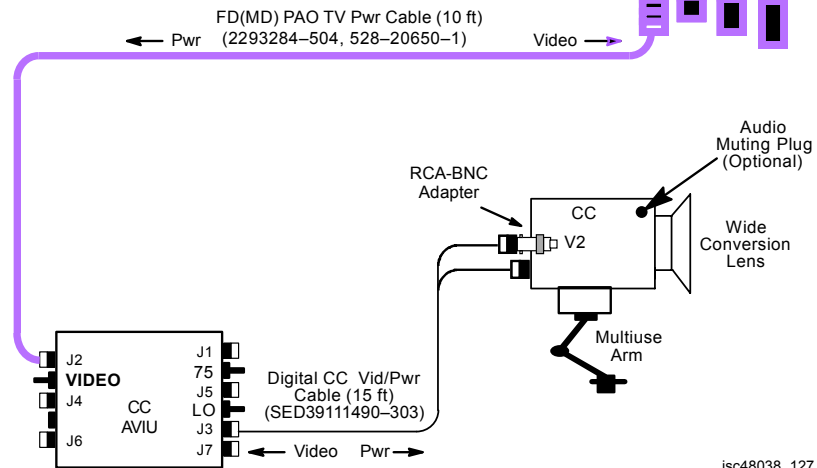 FD(MD) PAO TV Pwr Cable (10 ft)
Pwr (2293284–504, 528–20650–1) Video
Audio
Muting Plug
(Optional)
RCA-BNC
Adapter
CC
V2
Wide
Conversion
Lens
Multiuse
Arm
J2
VIDEO
J4
J6
CC
AVIU
J1
75
J5
LO
J3
J7
Digital CC Vid/Pwr
Cable (15 ft)
(SED39111490–303)
Video Pwr
jsc48038_127